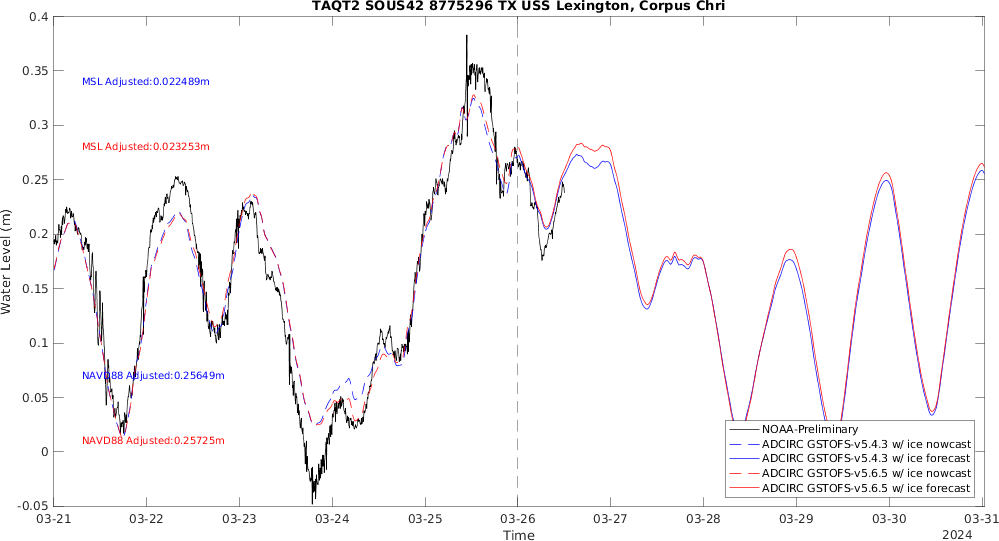 TAQT2 SOUS42 8775296 TX USS Lexington, Corpus Chri
Water Level (m)
0.4
0.35
0.3
0.25
0.2
0.15
0.1
0.05
0
-0.05
MSL Adjusted:0.022489m
MSL Adjusted:0.023253m
NAVD88 Adjusted:0.25649m
NAVD88 Adjusted:0.25725m
NOAA-Preliminary
ADCIRC GSTOFS-v5.4.3 w/ ice nowcast
ADCIRC GSTOFS-v5.4.3 w/ ice forecast
ADCIRC GSTOFS-v5.6.5 w/ ice nowcast
ADCIRC GSTOFS-v5.6.5 w/ ice forecast
03-21 03-22 03-23 03-24 03-25 03-26 03-27 03-28 03-29 03-30 03-31
Time
2024